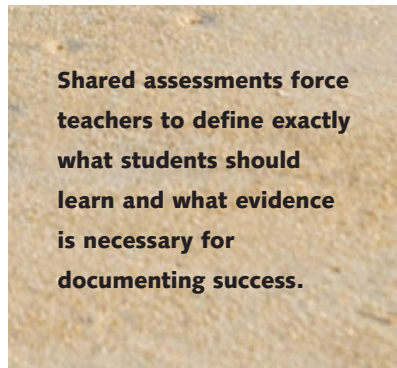 Shared assessments force
teachers to define exactly
what students should
learn and what evidence
is necessary for
documenting success.